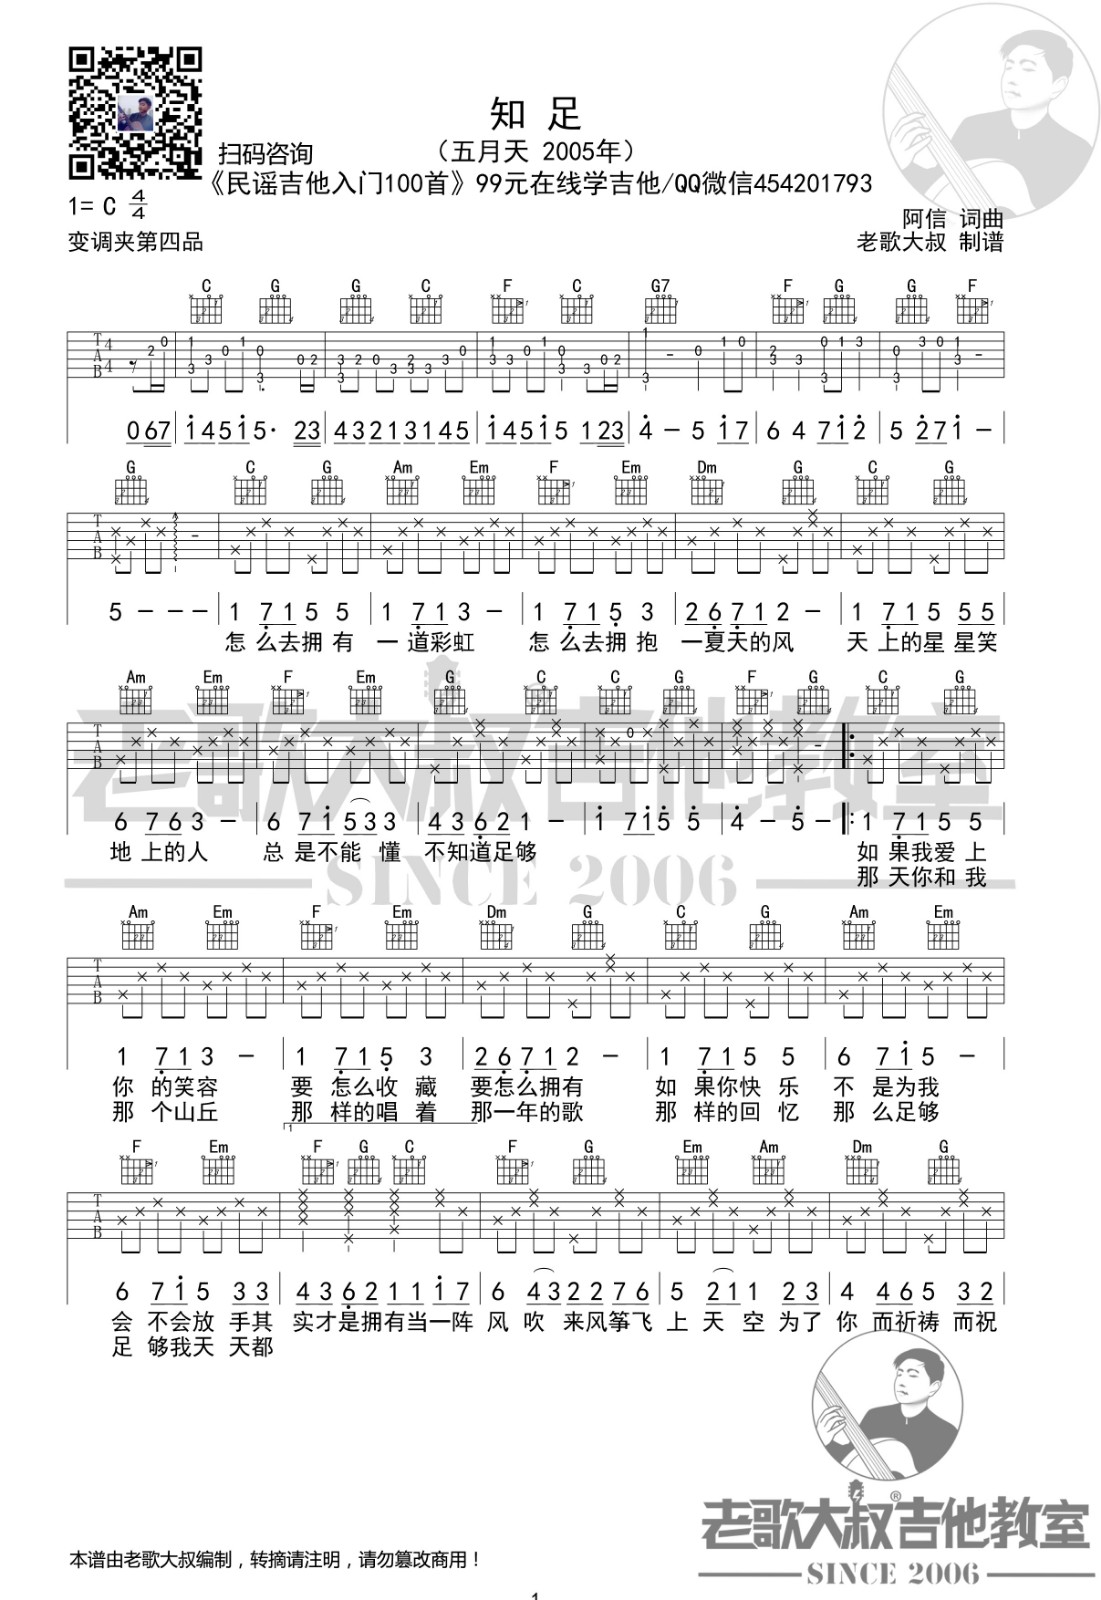 知 足
扫码咨询
（五月天 2005年）
《民谣吉他入门100首》99元在线学吉他/QQ微信454201793
1= C 4/4
阿信 词曲
变调夹第四品
老歌大叔 制谱
C G G C F C G7 F G G F
T A B 4 4
067 1 4 5 1 5· 23 43213145 1 4 5 1 5 1 23 4 - 5 1 7 6 4 7 1 2 5 2 7 1 -
G C G Am Em F Em Dm G C G
T A B
5 - - - 1 7 1 5 5 1 7 1 3 - 1 7 1 5 3 2 6 7 1 2 - 1 7 1 5 5 5
怎 么去拥 有 一 道彩虹 怎 么去拥 抱 一夏天的风 天 上的星 星笑
Am Em F Em G C C G F G C G
T A B
6 7 6 3 - 6 7 1 5 3 3 4 3 6 2 1 - 1 7 1 5 5 4 - 5 - 1 7 1 5 5
地 上的人 总 是不能 懂 不知道足够 如 果我爱 上
那 天你和 我
老歌大叔吉他教室
SINCE 2006
Am Em F Em Dm G C G Am Em
T A B
1 7 1 3 - 1 7 1 5 3 2 6 7 1 2 - 1 7 1 5 5 6 7 1 5 -
你 的笑容 要 怎么收 藏 要怎么拥有 如 果你快 乐 不 是为我
那 个山丘 那 样的唱 着 那一年的歌 那 样的回 忆 那 么足够
1
F Em F G C F G Em Am Dm G
T A B
6 7 1 5 3 3 4 3 6 2 1 1 1 7 6 4 3 2 2 7 6 5 2 1 1 2 3 4 4 6 5 5 5
会 不会放 手其 实才是拥有当一阵 风 吹 来风筝飞 上 天 空 为了 你 而祈祷 而祝
足 够我天 天都
老歌大叔®吉他教室
SINCE 2006
本谱由老歌大叔编制，转摘请注明，请勿篡改商用！
1